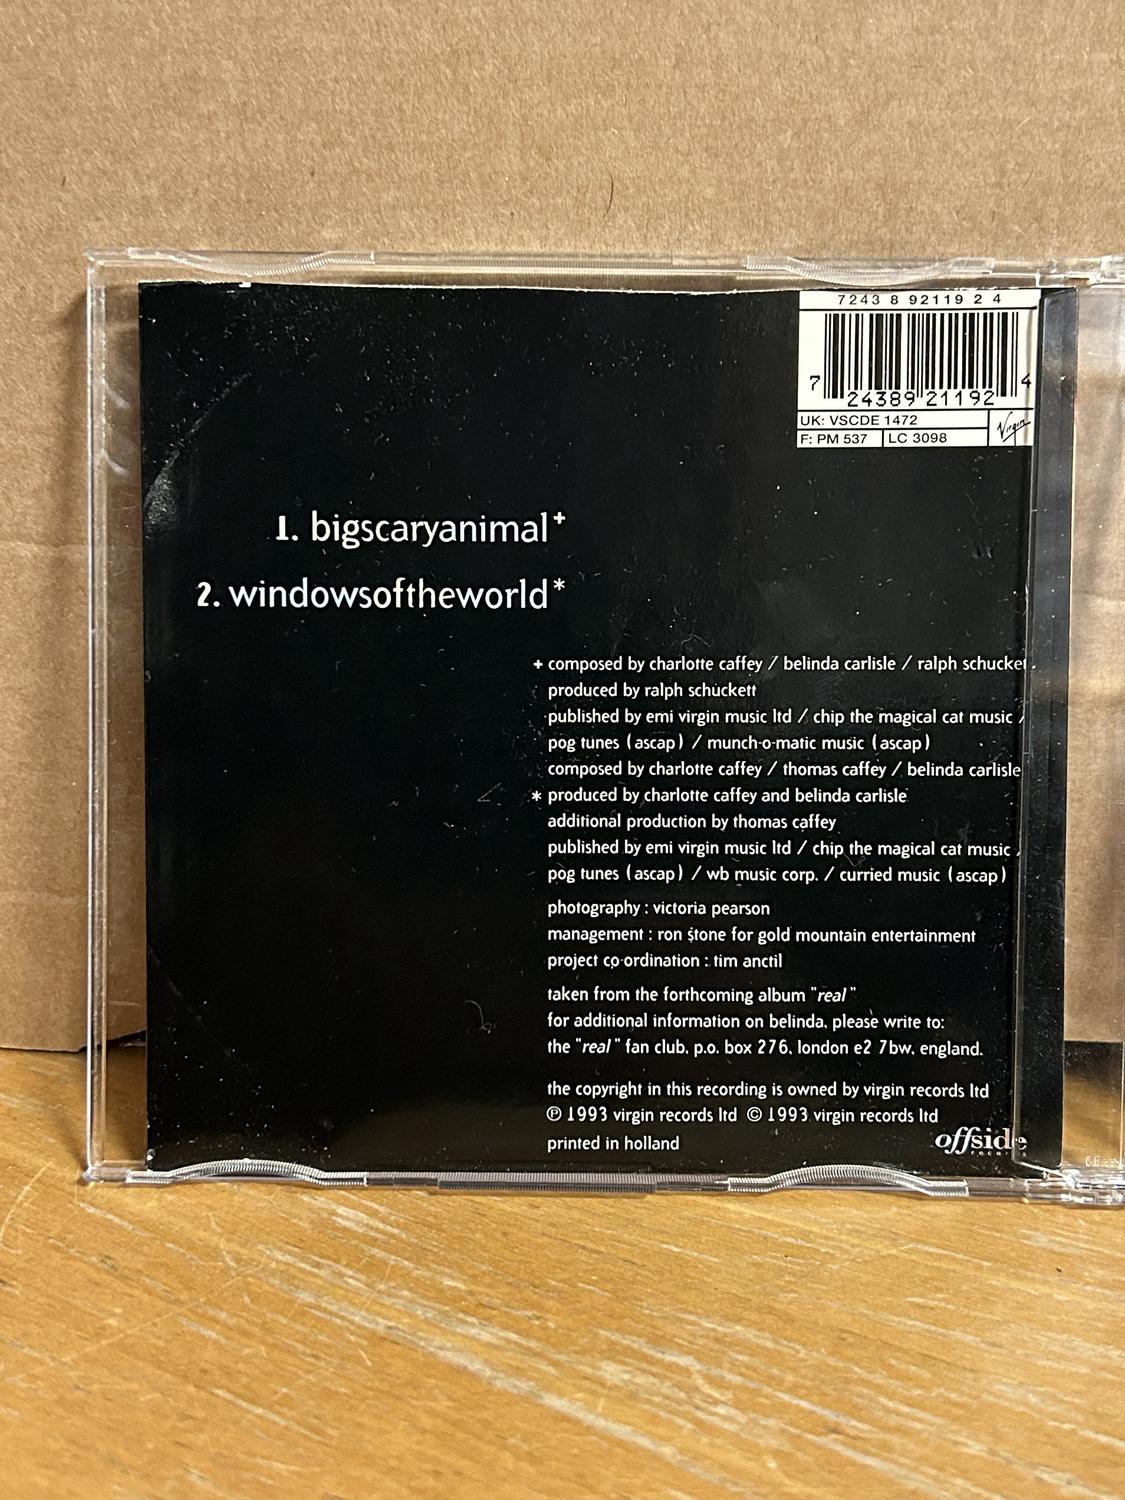 7243 8 92119 2 4
7 24389 21192 4
UK: VSCDE 1472
F: PM 537 LC 3098 Virgin
1. bigscaryanimal+
2. windowsoftheworld*
+ composed by charlotte caffey / belinda carlisle / ralph schucket
produced by ralph schuckett
published by emi virgin music ltd / chip the magical cat music /
pog tunes (ascap) / munch-o-matic music (ascap)
composed by charlotte caffey / thomas caffey / belinda carlisle
* produced by charlotte caffey and belinda carlisle
additional production by thomas caffey
published by emi virgin music ltd / chip the magical cat music /
pog tunes (ascap) / wb music corp. / curried music (ascap)
photography : victoria pearson
management : ron stone for gold mountain entertainment
project co-ordination : tim anctil
taken from the forthcoming album "real"
for additional information on belinda, please write to:
the "real" fan club, p.o. box 276, london e2 7bw, england.
the copyright in this recording is owned by virgin records ltd
℗ 1993 virgin records ltd © 1993 virgin records ltd
printed in holland
offside
records